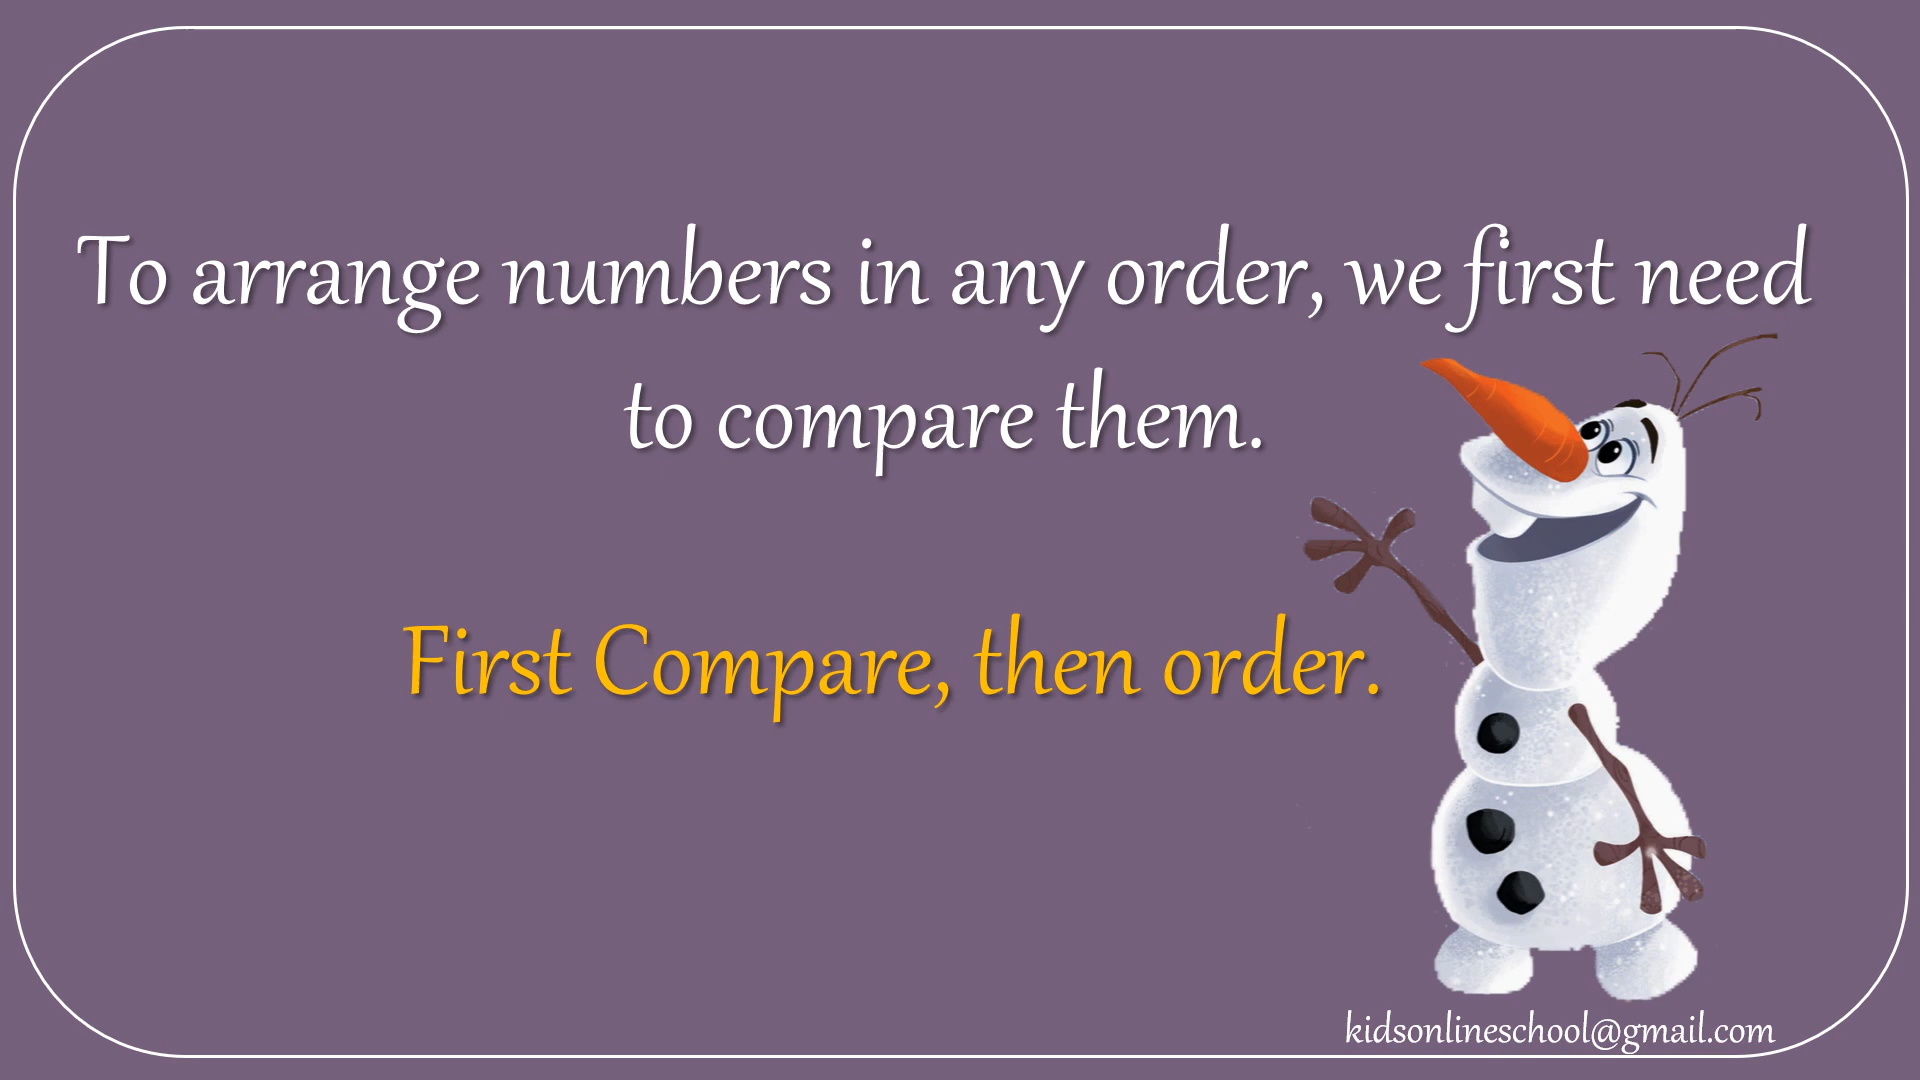 To arrange numbers in any order, we first need
to compare them.
First Compare, then order.
kidsonlineschool@gmail.com